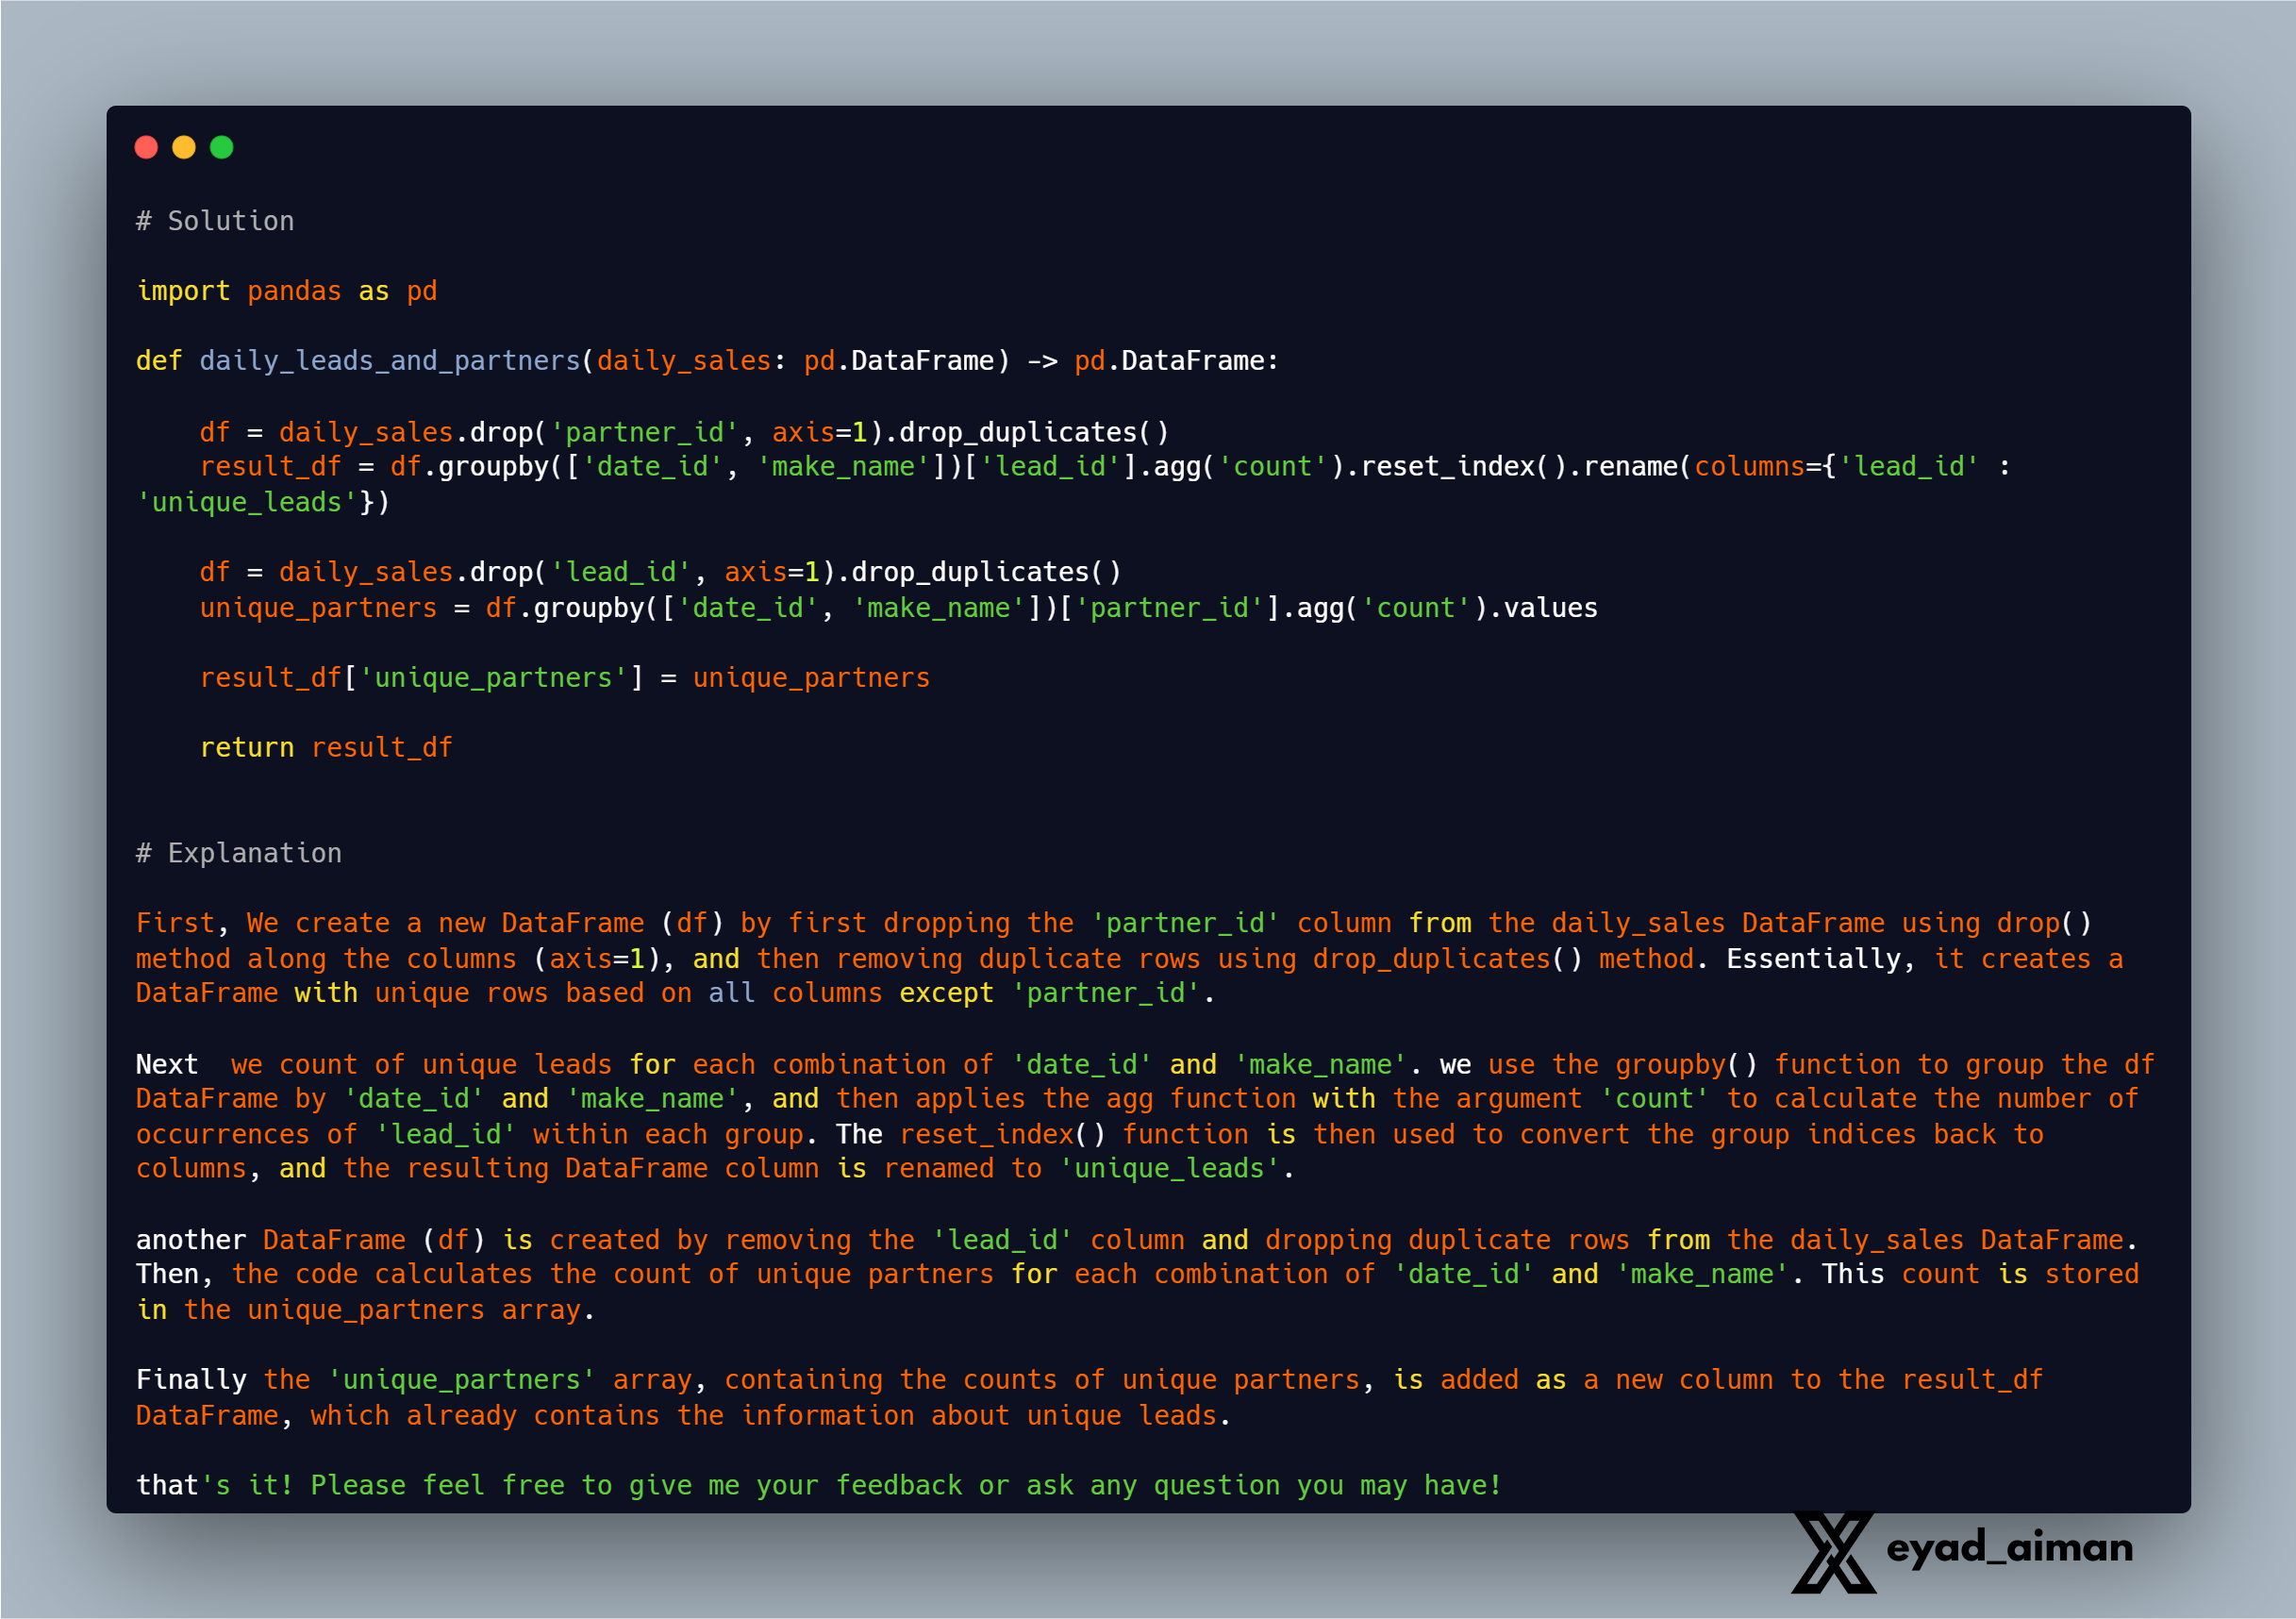 # Solution
import pandas as pd
def daily_leads_and_partners(daily_sales: pd.DataFrame) -> pd.DataFrame:
    df = daily_sales.drop('partner_id', axis=1).drop_duplicates()
    result_df = df.groupby(['date_id', 'make_name'])['lead_id'].agg('count').reset_index().rename(columns={'lead_id' :
'unique_leads'})
    df = daily_sales.drop('lead_id', axis=1).drop_duplicates()
    unique_partners = df.groupby(['date_id', 'make_name'])['partner_id'].agg('count').values
    result_df['unique_partners'] = unique_partners
    return result_df
# Explanation
First, We create a new DataFrame (df) by first dropping the 'partner_id' column from the daily_sales DataFrame using drop()
method along the columns (axis=1), and then removing duplicate rows using drop_duplicates() method. Essentially, it creates a
DataFrame with unique rows based on all columns except 'partner_id'.
Next  we count of unique leads for each combination of 'date_id' and 'make_name'. we use the groupby() function to group the df
DataFrame by 'date_id' and 'make_name', and then applies the agg function with the argument 'count' to calculate the number of
occurrences of 'lead_id' within each group. The reset_index() function is then used to convert the group indices back to
columns, and the resulting DataFrame column is renamed to 'unique_leads'.
another DataFrame (df) is created by removing the 'lead_id' column and dropping duplicate rows from the daily_sales DataFrame.
Then, the code calculates the count of unique partners for each combination of 'date_id' and 'make_name'. This count is stored
in the unique_partners array.
Finally the 'unique_partners' array, containing the counts of unique partners, is added as a new column to the result_df
DataFrame, which already contains the information about unique leads.
that's it! Please feel free to give me your feedback or ask any question you may have!
eyad_aiman